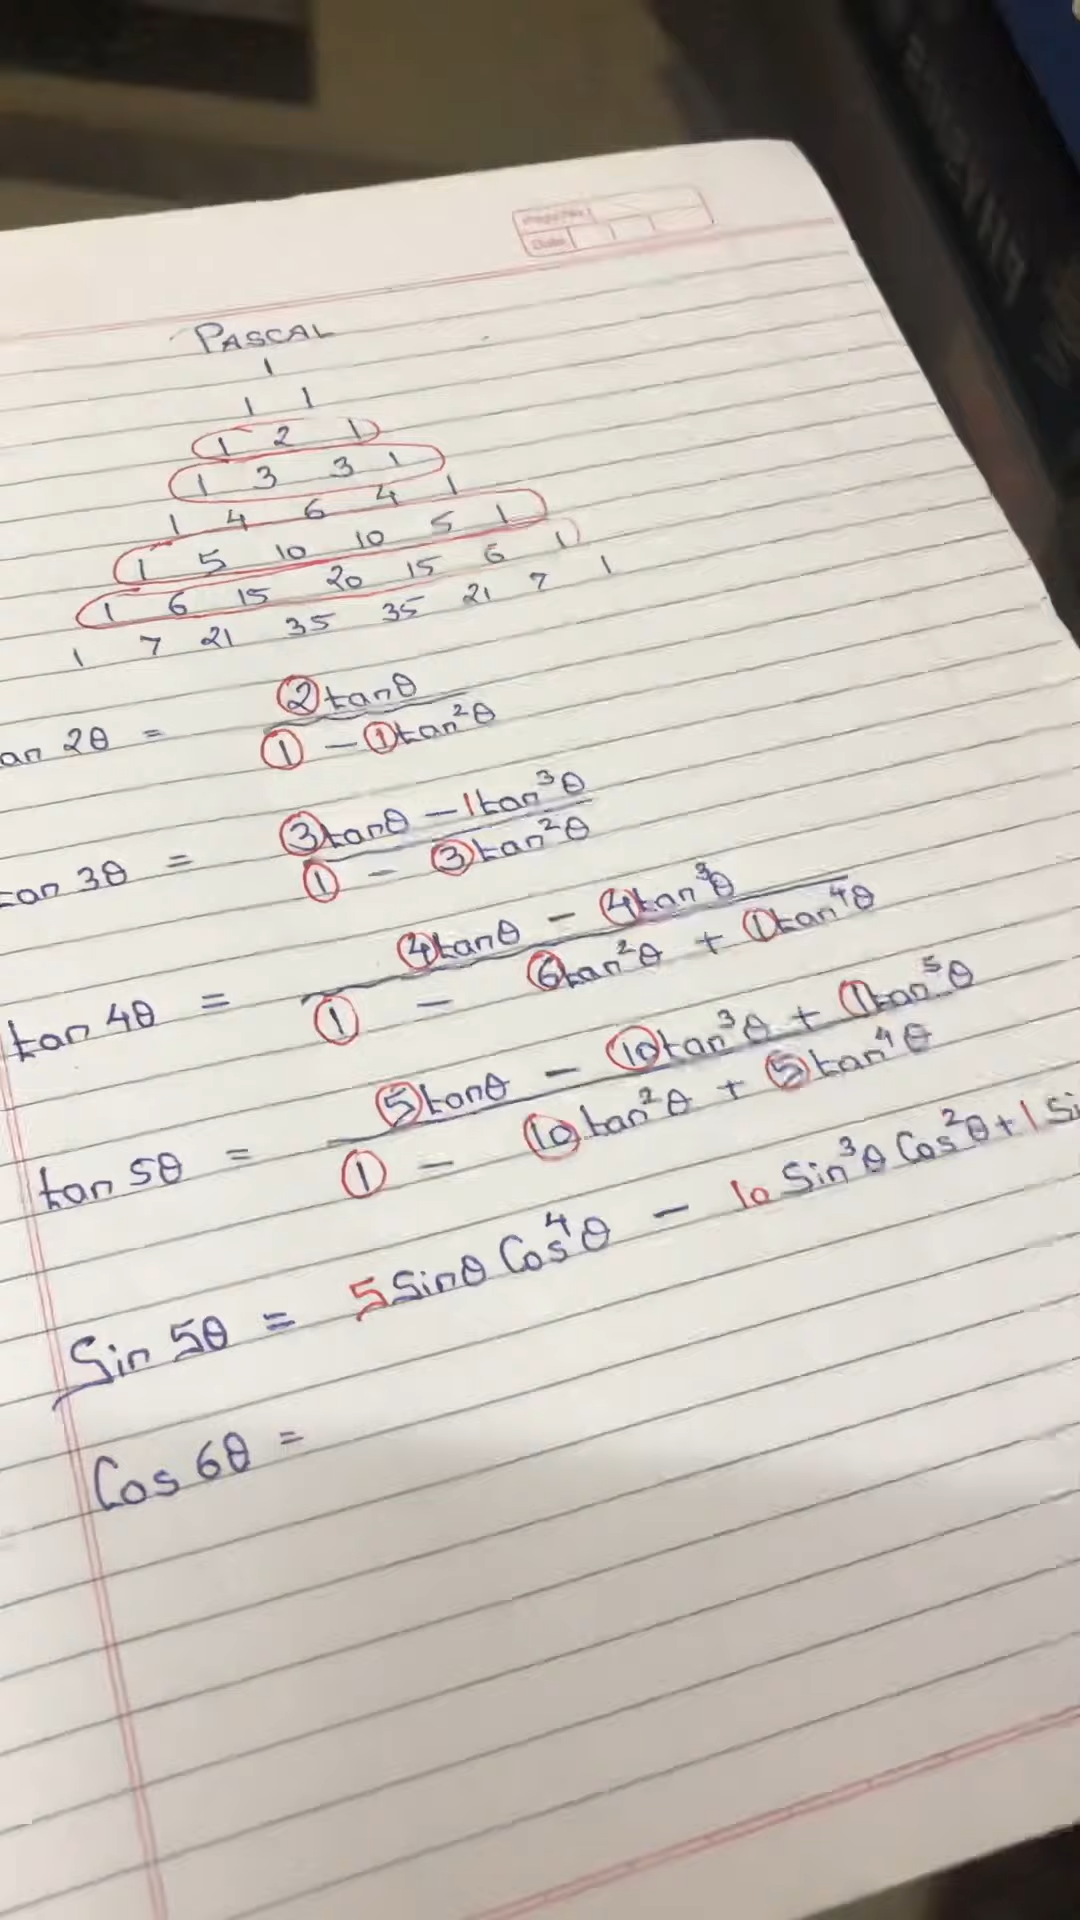 Date
PASCAL
1
1 1
1 2 1
1 3 3 1
1 4 6 4 1
1 5 10 10 5 1
1 6 15 20 15 6 1
1 7 21 35 35 21 7 1
an 2θ = 2tanθ / 1 - 1tan²θ
tan 3θ = 3tanθ - 1tan³θ / 1 - 3tan²θ
tan 4θ = 4tanθ - 4tan³θ / 1 - 6tan²θ + 1tan⁴θ
tan 5θ = 5tanθ - 10tan³θ + 1tan⁵θ / 1 - 10tan²θ + 5tan⁴θ
Sin 5θ = 5Sinθ Cos⁴θ - 10 Sin³θ Cos²θ + 1 Si
Cos 6θ =